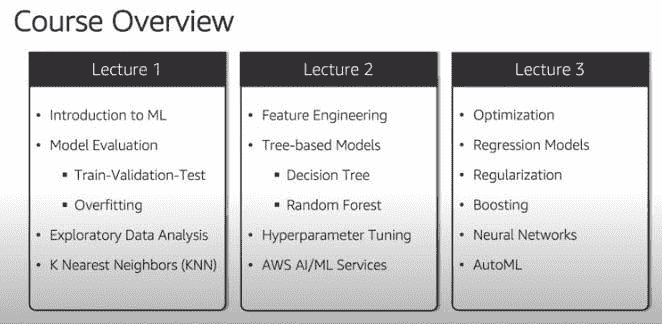 Course Overview
Lecture 1
• Introduction to ML
• Model Evaluation
▪ Train-Validation-Test
▪ Overfitting
• Exploratory Data Analysis
• K Nearest Neighbors (KNN)
Lecture 2
• Feature Engineering
• Tree-based Models
▪ Decision Tree
▪ Random Forest
• Hyperparameter Tuning
• AWS AI/ML Services
Lecture 3
• Optimization
• Regression Models
• Regularization
• Boosting
• Neural Networks
• AutoML